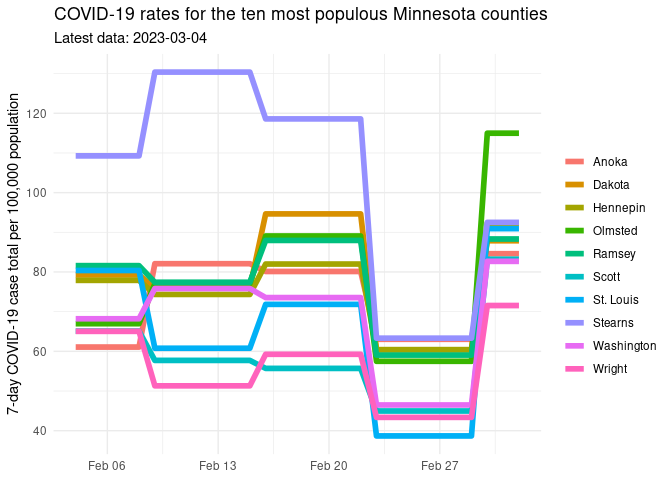 COVID-19 rates for the ten most populous Minnesota counties
Latest data: 2023-03-04
7-day COVID-19 case total per 100,000 population
120
100
80
60
40
Feb 06
Feb 13
Feb 20
Feb 27
Anoka
Dakota
Hennepin
Olmsted
Ramsey
Scott
St. Louis
Stearns
Washington
Wright